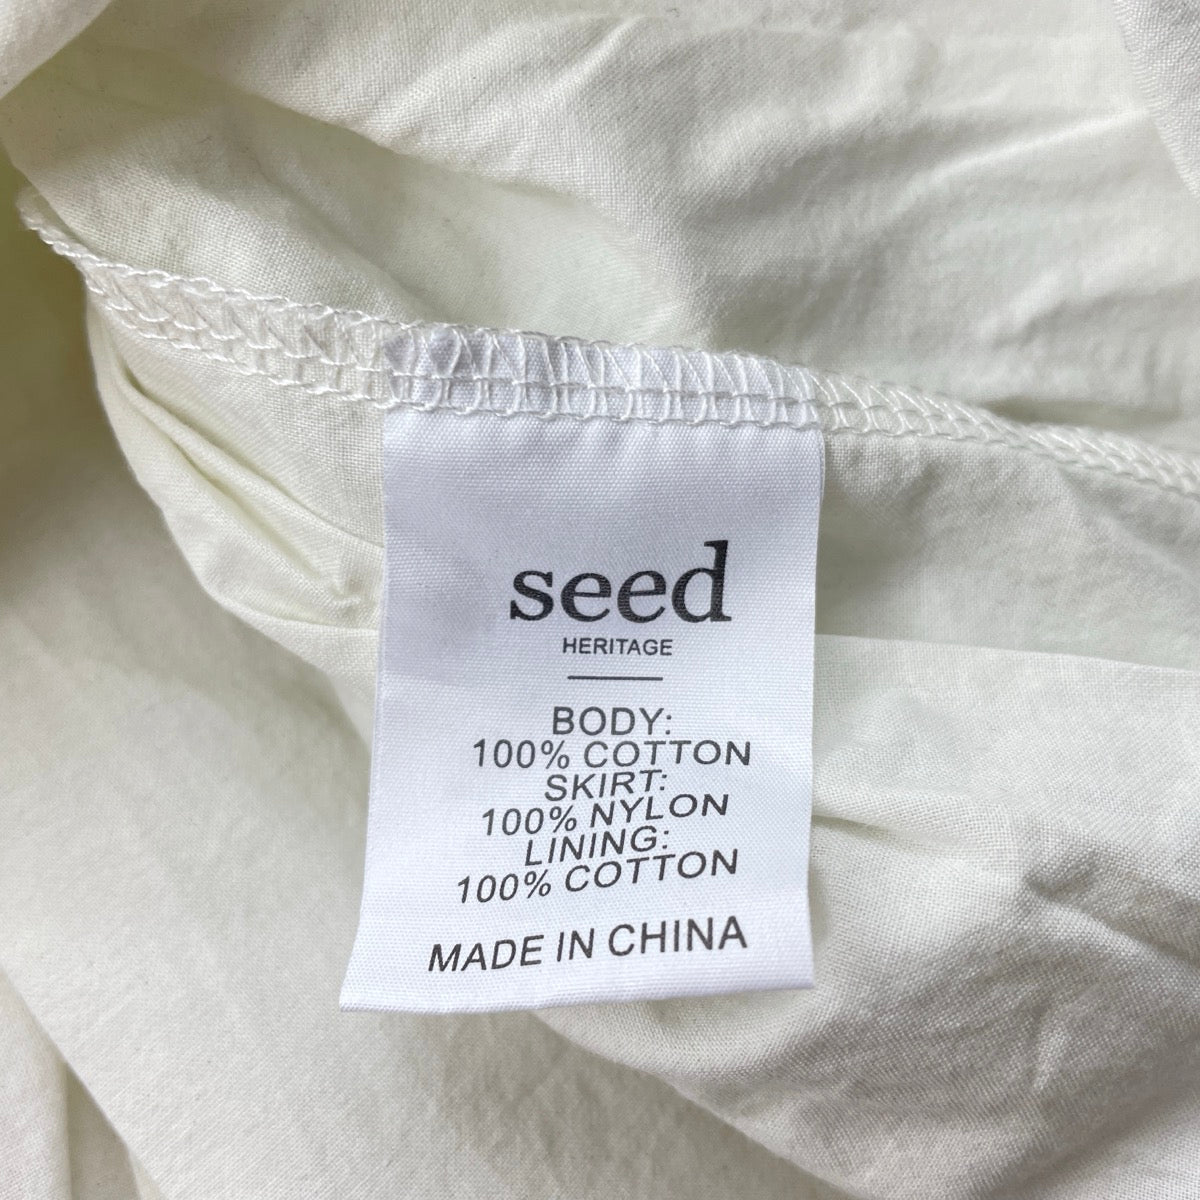 seed
HERITAGE
BODY:
100% COTTON
SKIRT:
100% NYLON
LINING:
100% COTTON
MADE IN CHINA